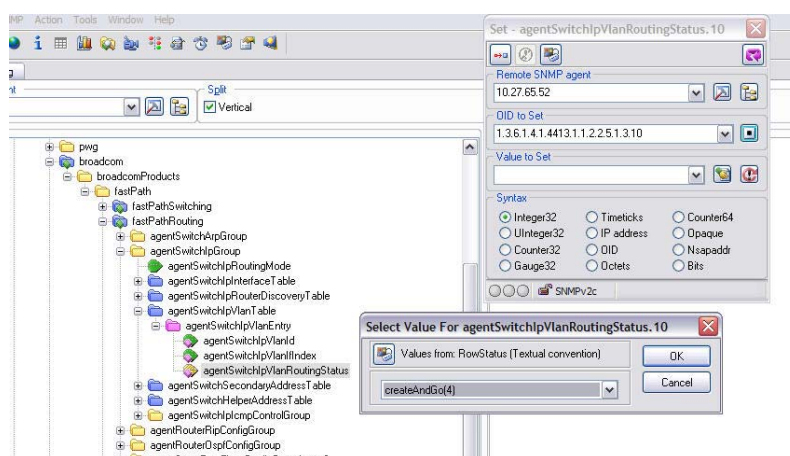 MP Action Tools Window Help
Split
Vertical
pwg
broadcom
broadcomProducts
fastPath
fastPathSwitching
fastPathRouting
agentSwitchArpGroup
agentSwitchIpGroup
agentSwitchIpRoutingMode
agentSwitchIpInterfaceTable
agentSwitchIpRouterDiscoveryTable
agentSwitchIpVlanTable
agentSwitchIpVlanEntry
agentSwitchIpVlanId
agentSwitchIpVlanIfIndex
agentSwitchIpVlanRoutingStatus
agentSwitchSecondaryAddressTable
agentSwitchHelperAddressTable
agentSwitchIpIcmpControlGroup
agentRouterRipConfigGroup
agentRouterOspfConfigGroup
Set - agentSwitchIpVlanRoutingStatus.10
Remote SNMP agent
10.27.65.52
OID to Set
1.3.6.1.4.1.4413.1.1.2.2.5.1.3.10
Value to Set
Syntax
Integer32 Timeticks Counter64
UInteger32 IP address Opaque
Counter32 OID Nsapaddr
Gauge32 Octets Bits
SNMPv2c
Select Value For agentSwitchIpVlanRoutingStatus.10
Values from: RowStatus (Textual convention)
OK
createAndGo(4)
Cancel